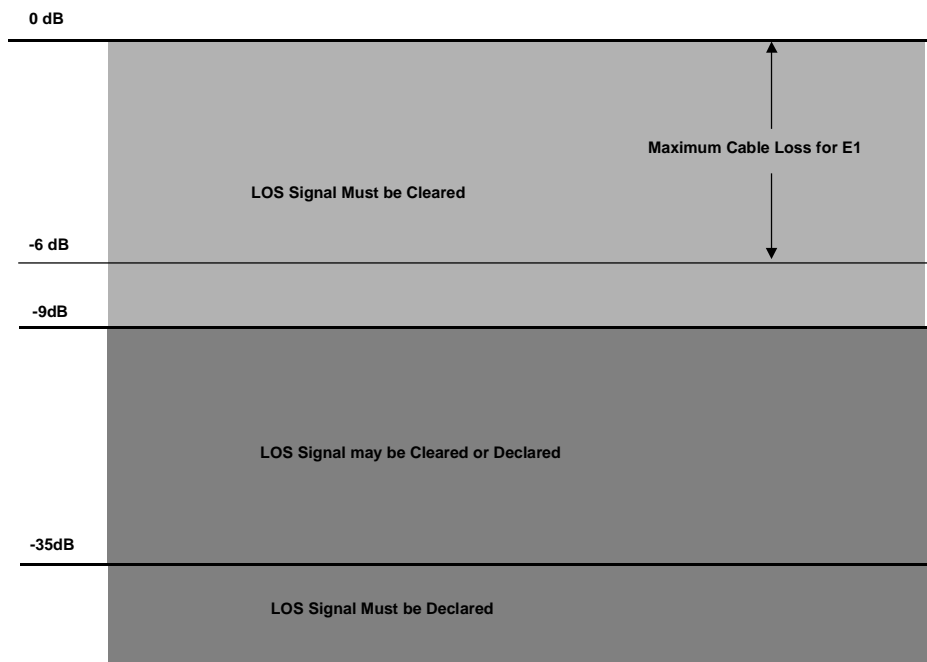 0 dB
Maximum Cable Loss for E1
LOS Signal Must be Cleared
-6 dB
-9dB
LOS Signal may be Cleared or Declared
-35dB
LOS Signal Must be Declared